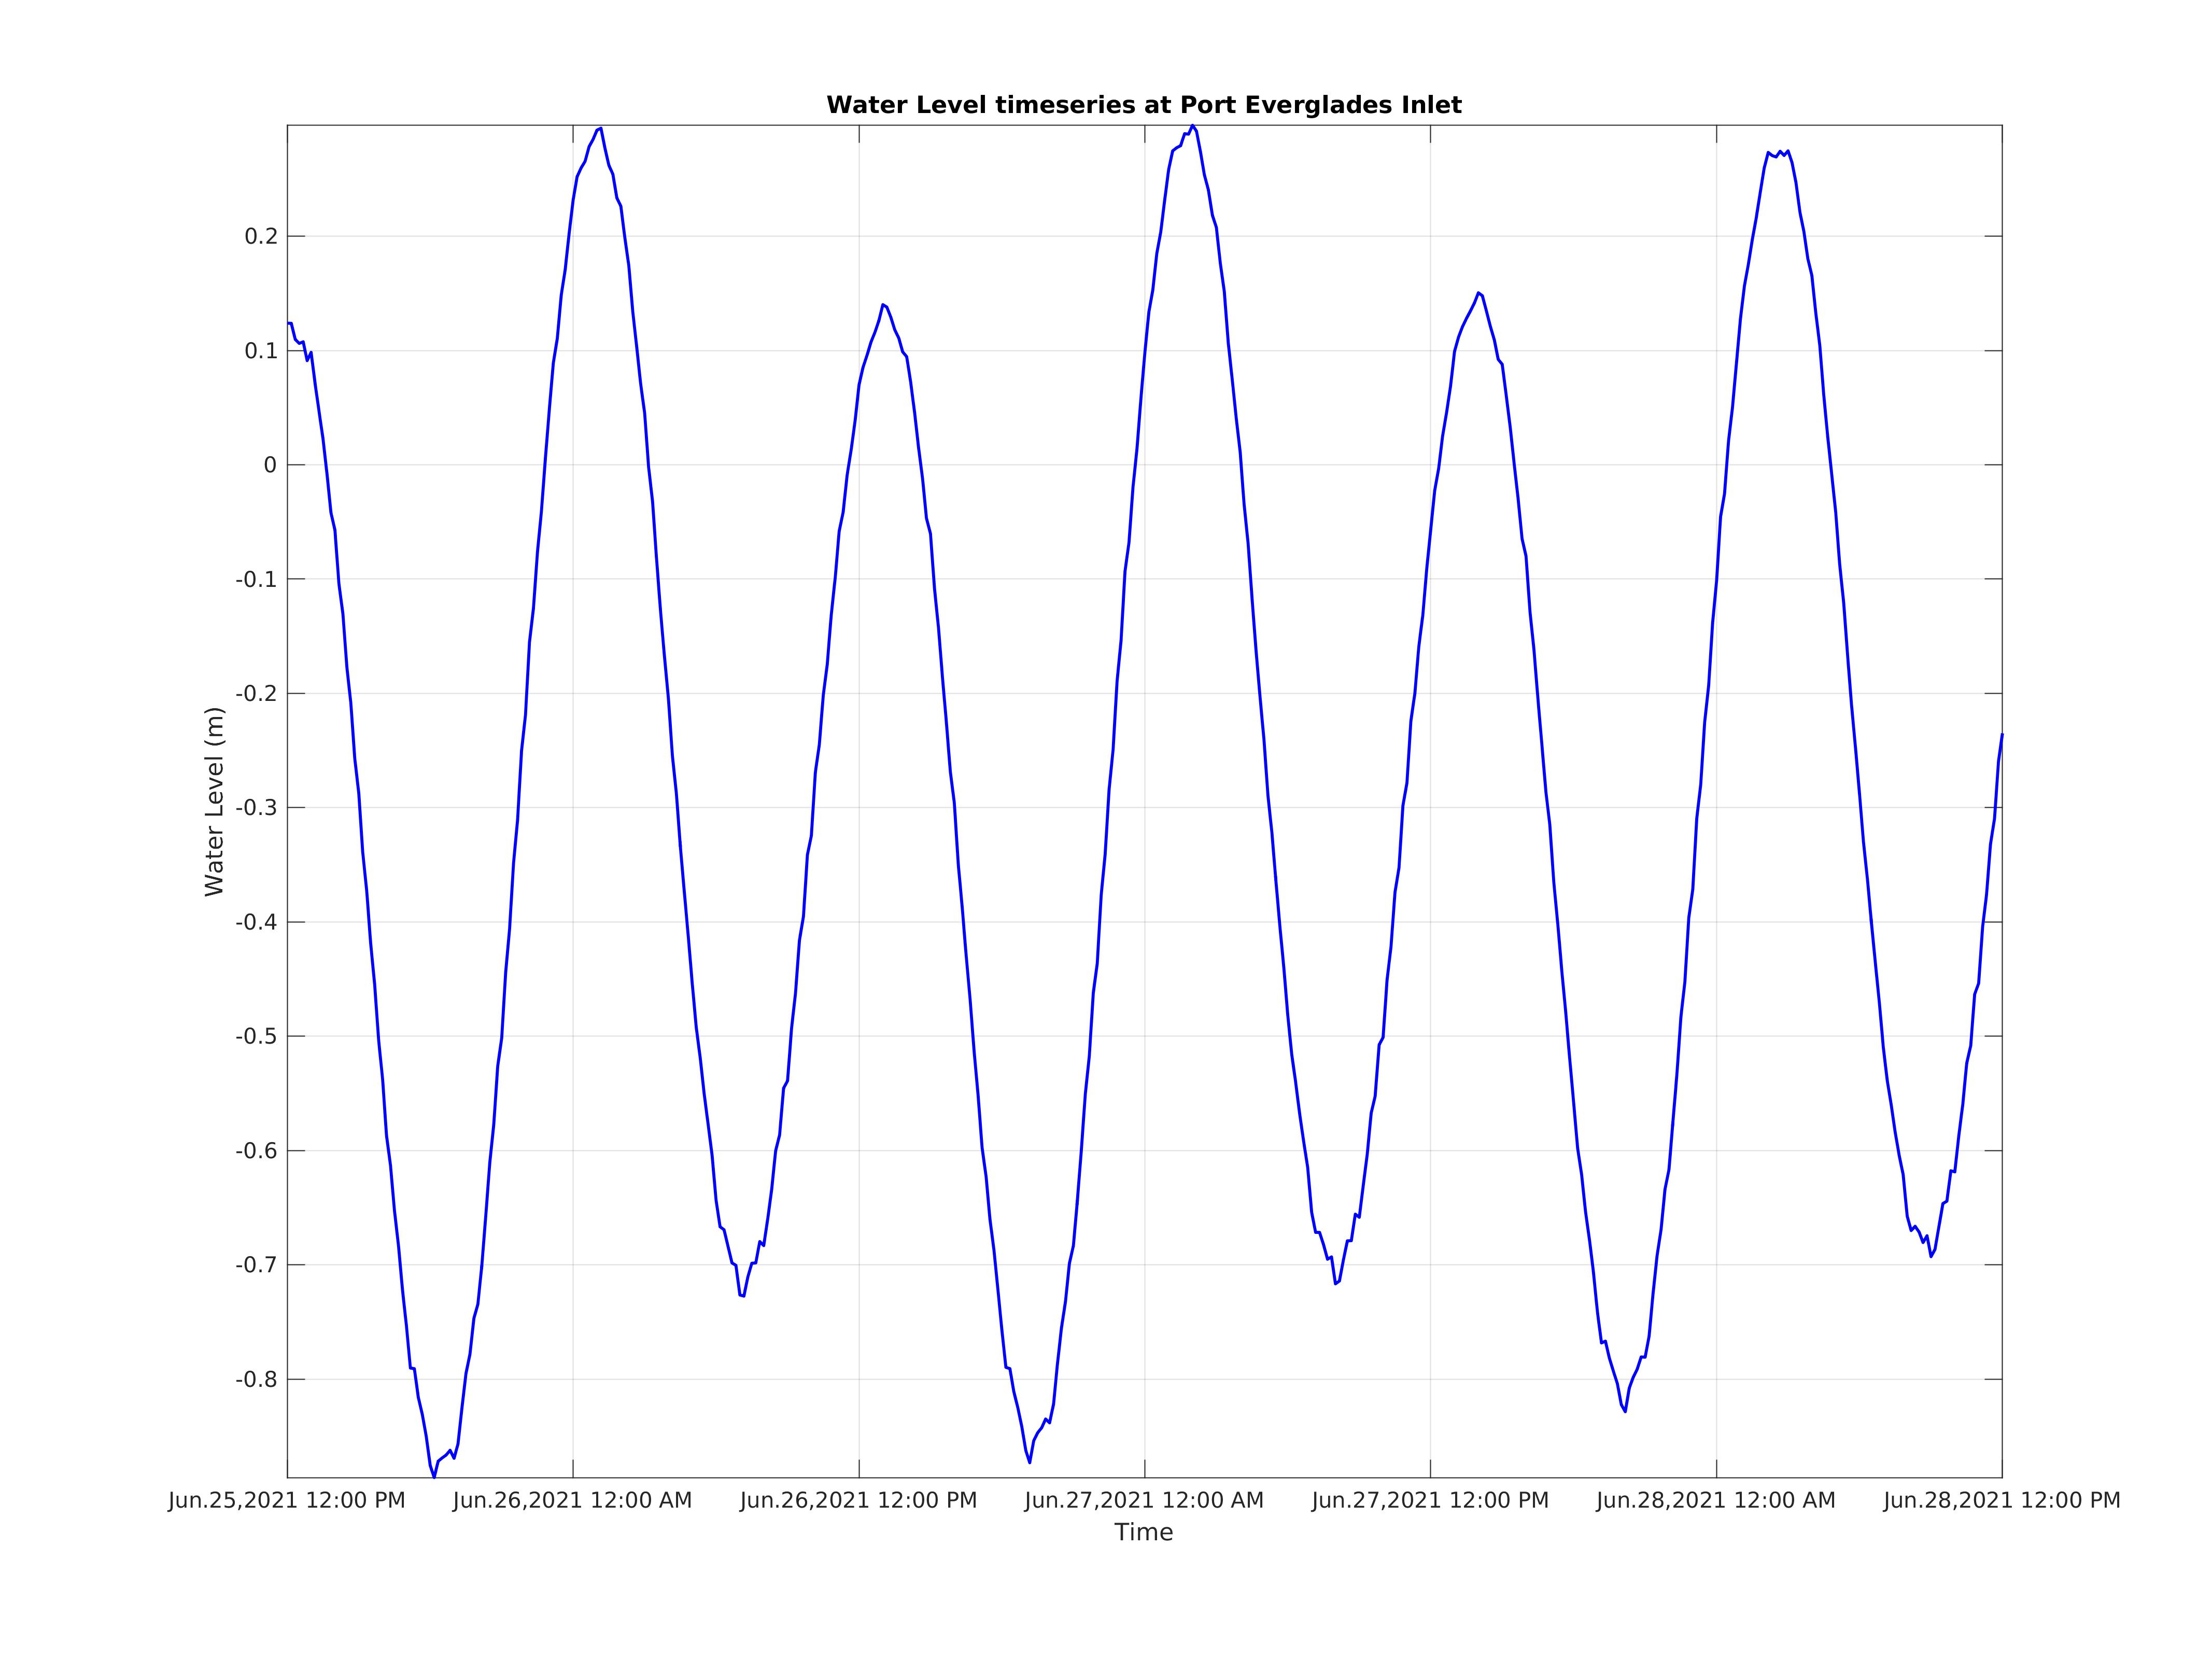 Water Level timeseries at Port Everglades Inlet
0.2
0.1
0
-0.1
-0.2
-0.3
-0.4
-0.5
-0.6
-0.7
-0.8
Water Level (m)
Jun.25,2021 12:00 PM Jun.26,2021 12:00 AM Jun.26,2021 12:00 PM Jun.27,2021 12:00 AM Jun.27,2021 12:00 PM Jun.28,2021 12:00 AM Jun.28,2021 12:00 PM
Time